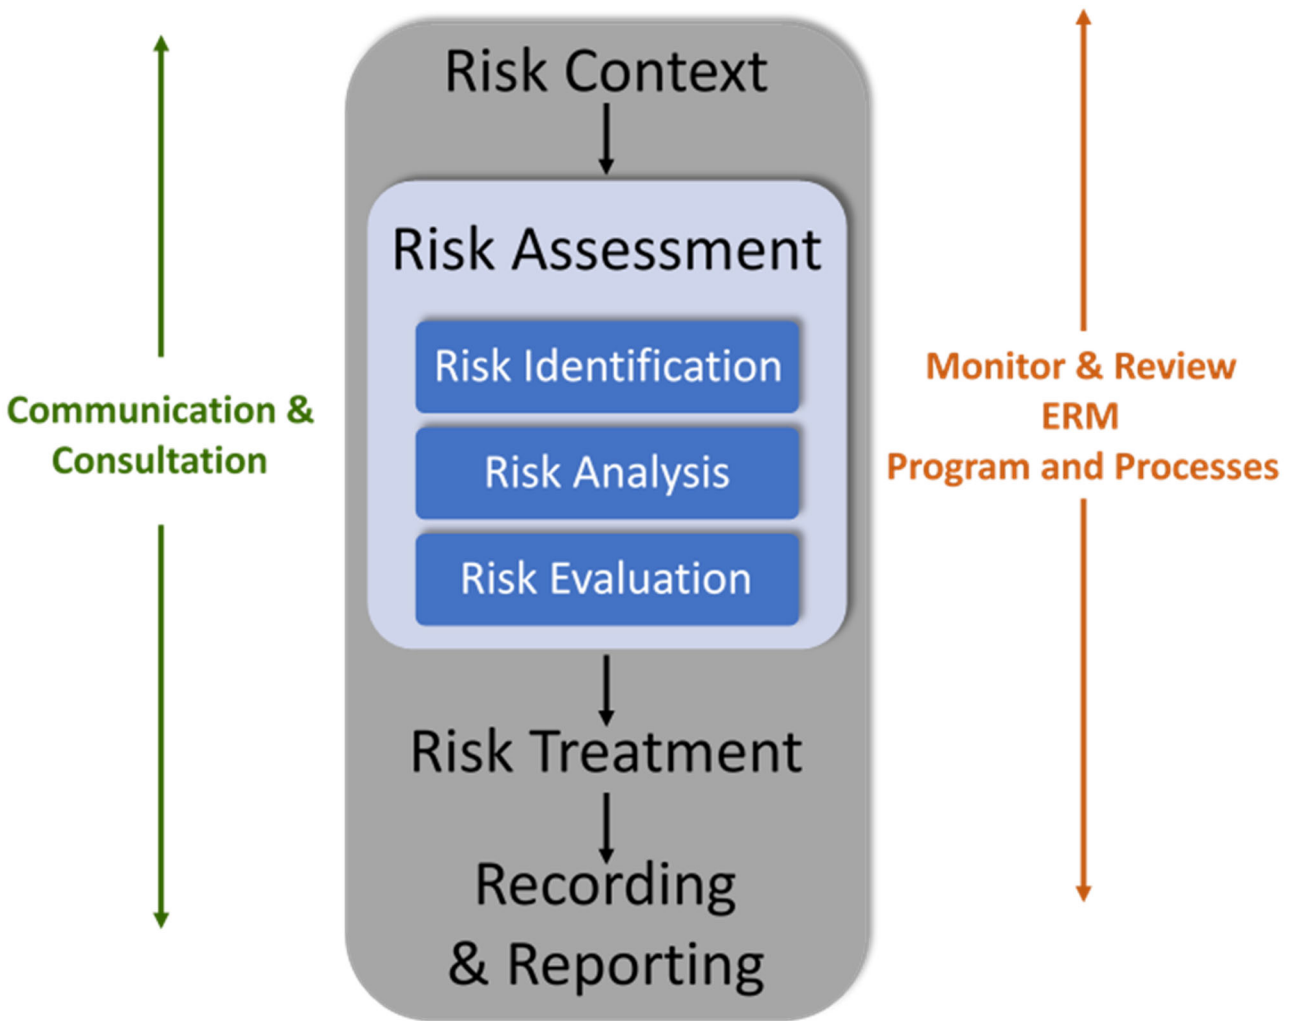 Risk Context
Risk Assessment
Risk Identification
Risk Analysis
Risk Evaluation
Risk Treatment
Recording
& Reporting
Communication &
Consultation
Monitor & Review
ERM
Program and Processes